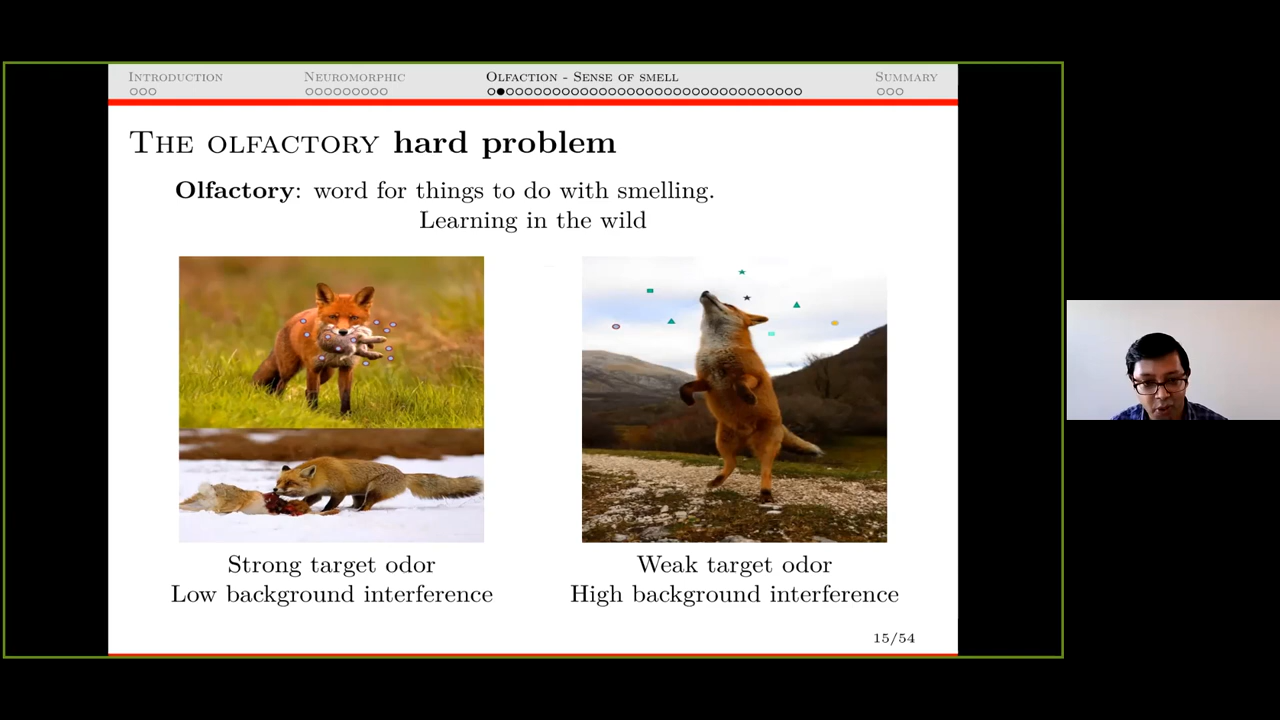 Introduction
Neuromorphic
Olfaction - Sense of smell
Summary
The olfactory hard problem
Olfactory: word for things to do with smelling.
Learning in the wild
Strong target odor
Low background interference
Weak target odor
High background interference
15/54